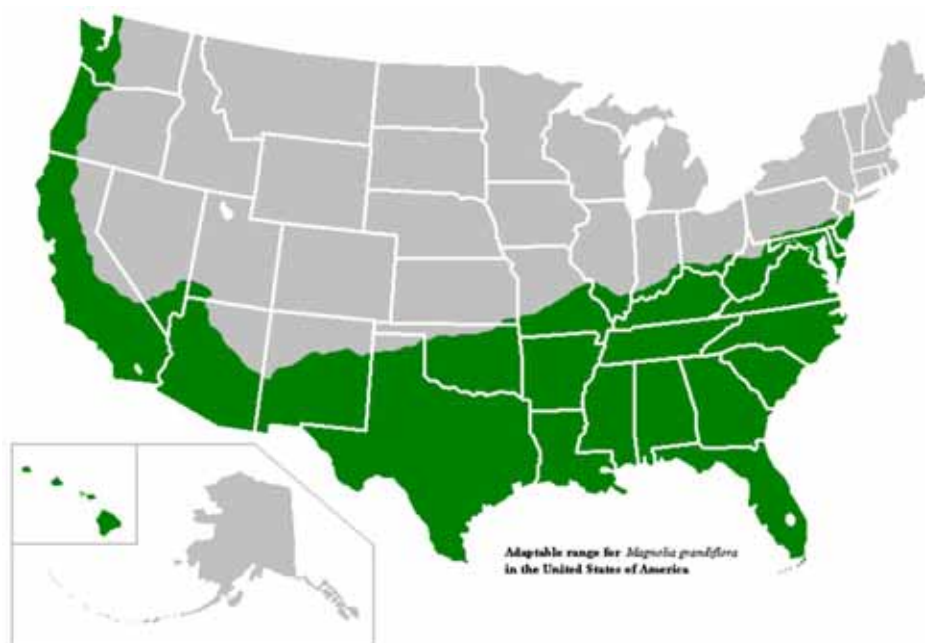 Adaptable range for Magnolia grandiflora
in the United States of America